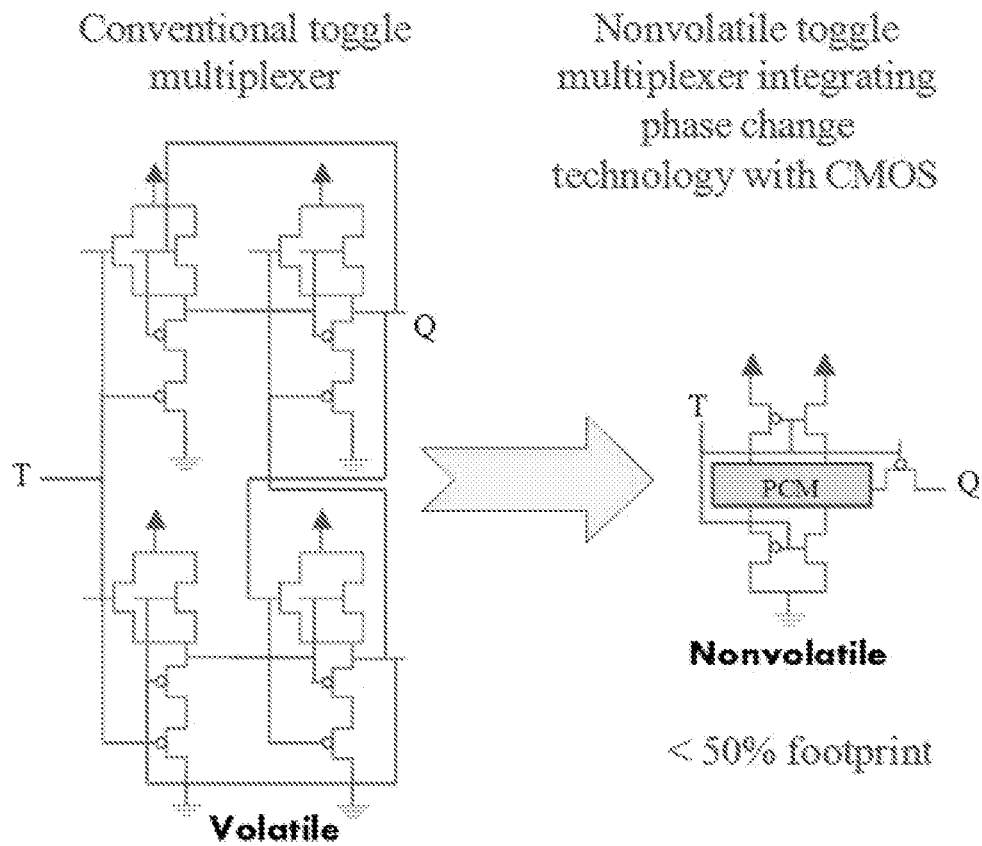 Conventional toggle
multiplexer
Nonvolatile toggle
multiplexer integrating
phase change
technology with CMOS
Q
T
T
PCM
Q
Nonvolatile
< 50% footprint
Volatile